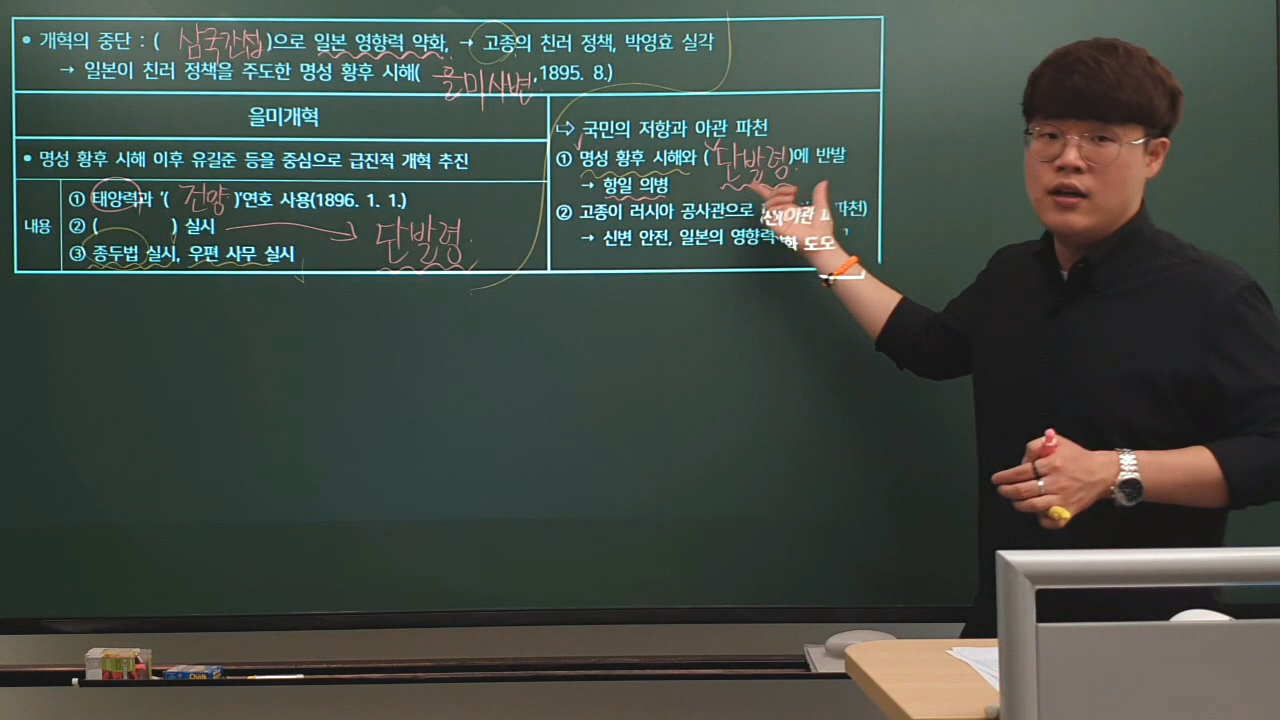 • 개혁의 중단 : ( 삼국간섭 )으로 일본 영향력 약화, → 고종의 친러 정책, 박영효 실각
→ 일본이 친러 정책을 주도한 명성 황후 시해( 을미사변, 1895. 8.)
을미개혁
• 명성 황후 시해 이후 유길준 등을 중심으로 급진적 개혁 추진
내용
① 태양력과 '( 건양 )'연호 사용(1896. 1. 1.)
② ( ) 실시 → 단발령.
③ 종두법 실시, 우편 사무 실시
⇨ 국민의 저항과 아관 파천
① 명성 황후 시해와 ( 단발령. )에 반발
→ 항일 의병
② 고종이 러시아 공사관으로 (아관 파천)
→ 신변 안전, 일본의 영향력 도모
Chalk